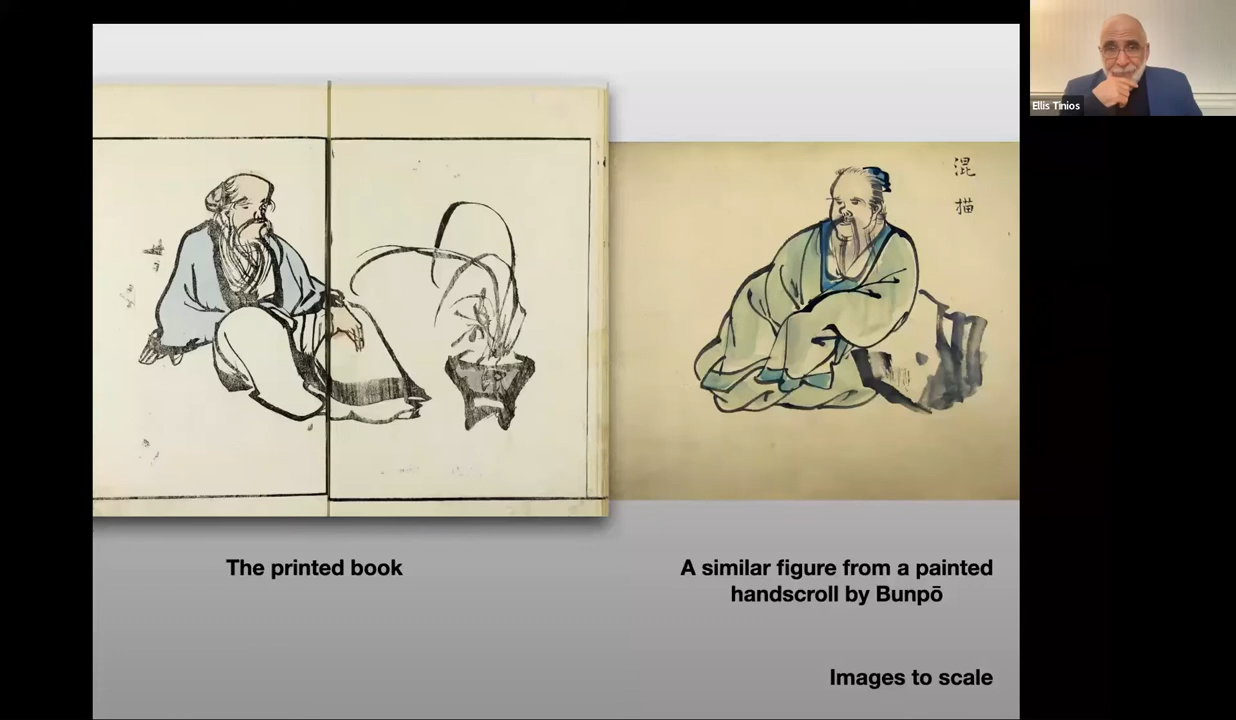 Ellis Tinios
混
描
The printed book
A similar figure from a painted
handscroll by Bunpō
Images to scale